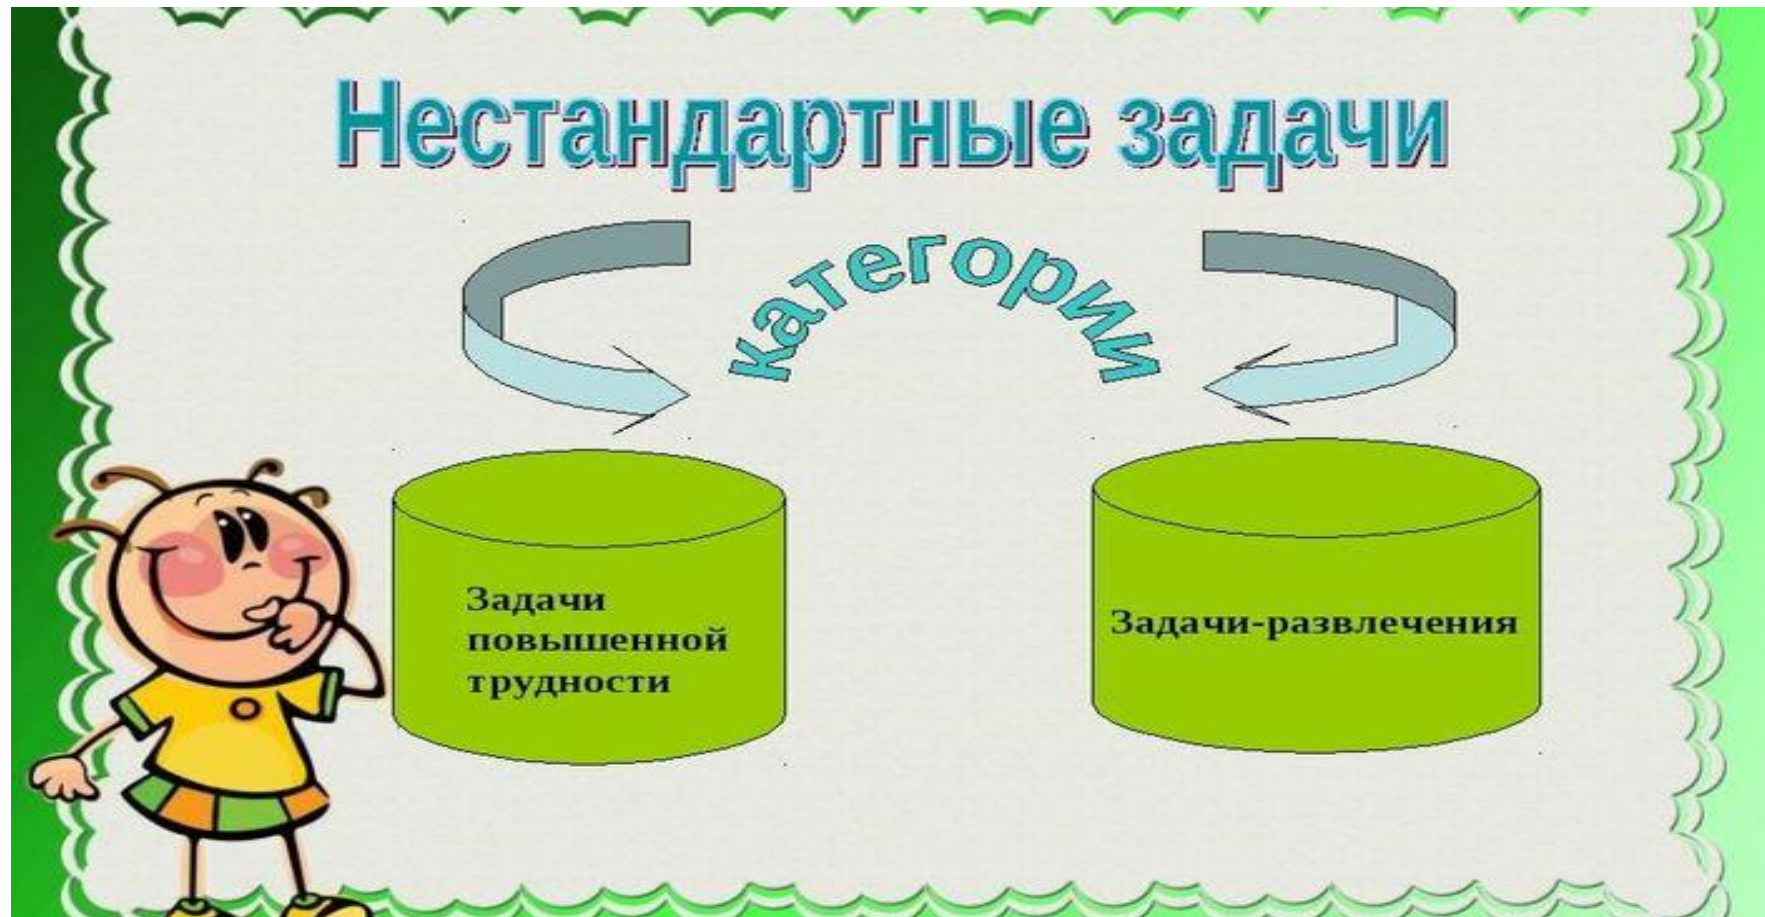 Нестандартные задачи
категории
Задачи
повышенной
трудности
Задачи-развлечения